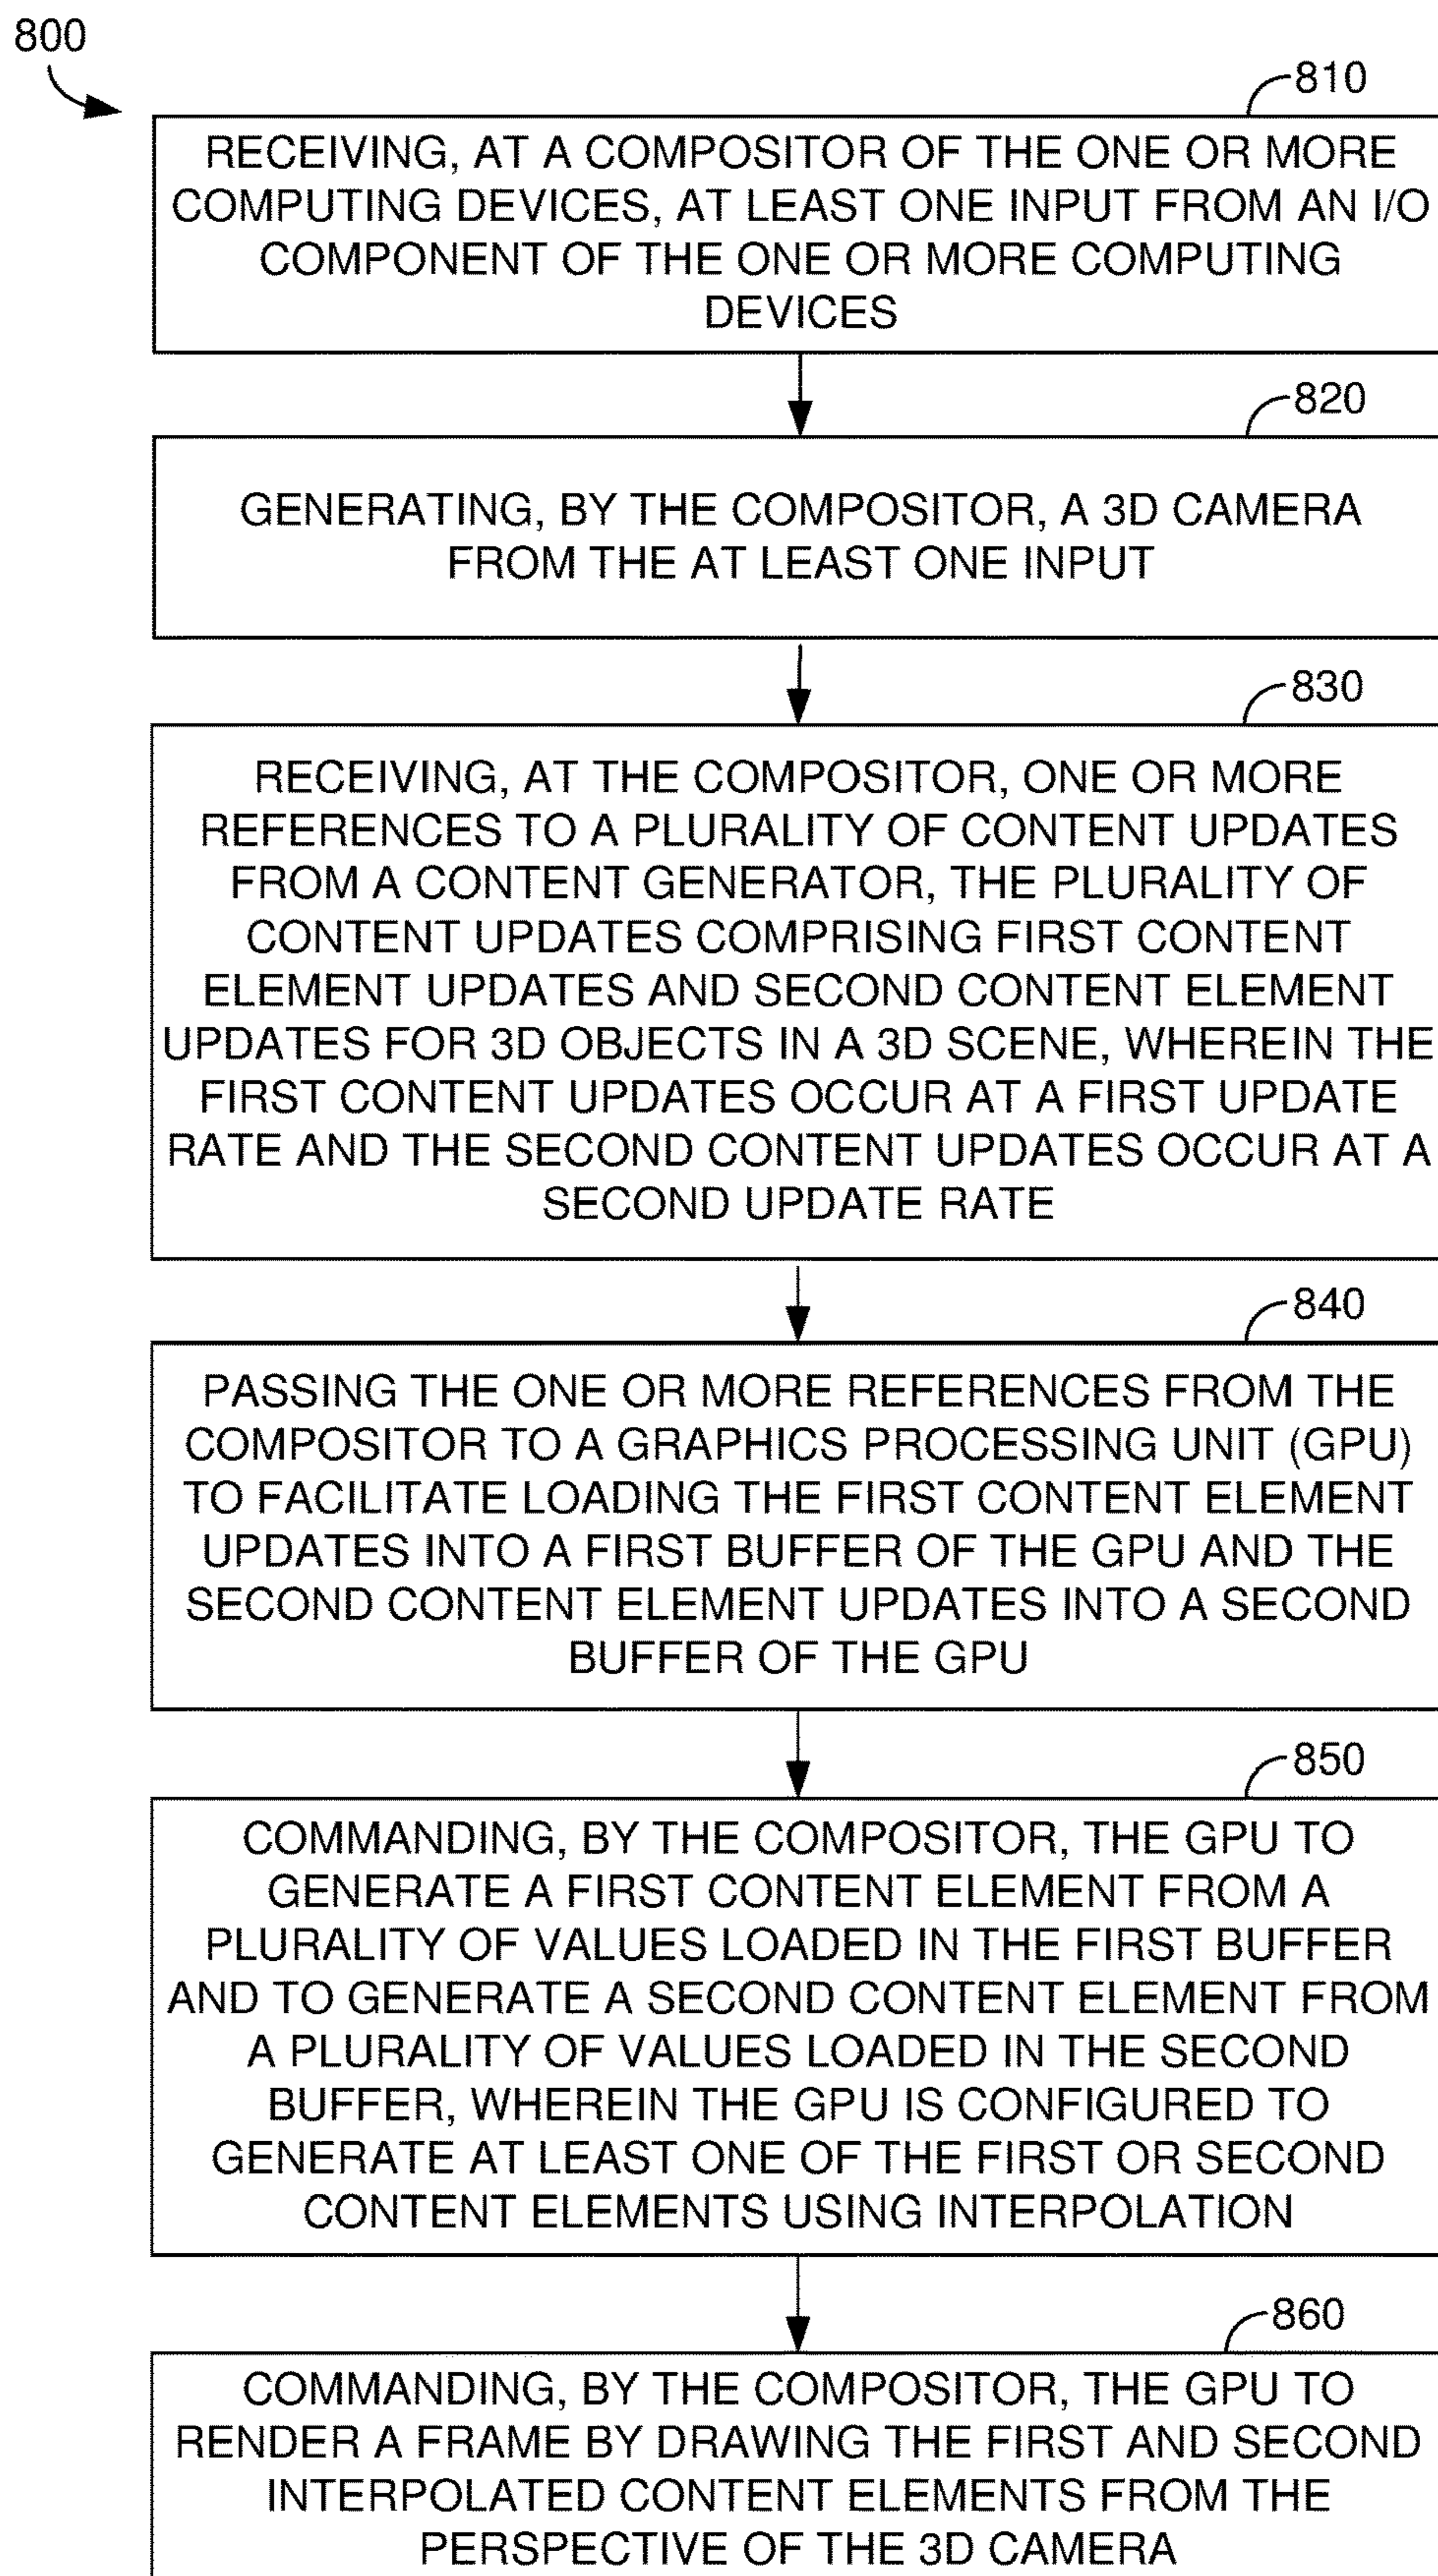 800
810
RECEIVING, AT A COMPOSITOR OF THE ONE OR MORE
COMPUTING DEVICES, AT LEAST ONE INPUT FROM AN I/O
COMPONENT OF THE ONE OR MORE COMPUTING
DEVICES
820
GENERATING, BY THE COMPOSITOR, A 3D CAMERA
FROM THE AT LEAST ONE INPUT
830
RECEIVING, AT THE COMPOSITOR, ONE OR MORE
REFERENCES TO A PLURALITY OF CONTENT UPDATES
FROM A CONTENT GENERATOR, THE PLURALITY OF
CONTENT UPDATES COMPRISING FIRST CONTENT
ELEMENT UPDATES AND SECOND CONTENT ELEMENT
UPDATES FOR 3D OBJECTS IN A 3D SCENE, WHEREIN THE
FIRST CONTENT UPDATES OCCUR AT A FIRST UPDATE
RATE AND THE SECOND CONTENT UPDATES OCCUR AT A
SECOND UPDATE RATE
840
PASSING THE ONE OR MORE REFERENCES FROM THE
COMPOSITOR TO A GRAPHICS PROCESSING UNIT (GPU)
TO FACILITATE LOADING THE FIRST CONTENT ELEMENT
UPDATES INTO A FIRST BUFFER OF THE GPU AND THE
SECOND CONTENT ELEMENT UPDATES INTO A SECOND
BUFFER OF THE GPU
850
COMMANDING, BY THE COMPOSITOR, THE GPU TO
GENERATE A FIRST CONTENT ELEMENT FROM A
PLURALITY OF VALUES LOADED IN THE FIRST BUFFER
AND TO GENERATE A SECOND CONTENT ELEMENT FROM
A PLURALITY OF VALUES LOADED IN THE SECOND
BUFFER, WHEREIN THE GPU IS CONFIGURED TO
GENERATE AT LEAST ONE OF THE FIRST OR SECOND
CONTENT ELEMENTS USING INTERPOLATION
860
COMMANDING, BY THE COMPOSITOR, THE GPU TO
RENDER A FRAME BY DRAWING THE FIRST AND SECOND
INTERPOLATED CONTENT ELEMENTS FROM THE
PERSPECTIVE OF THE 3D CAMERA